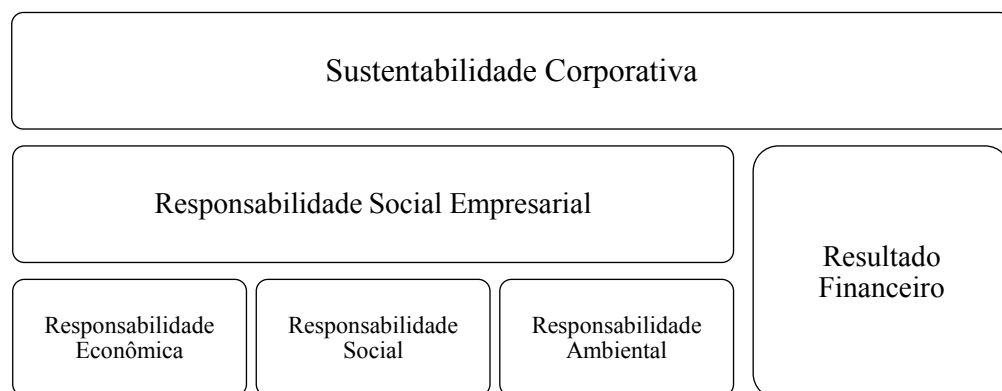 Sustentabilidade Corporativa
Responsabilidade Social Empresarial
Resultado
Financeiro
Responsabilidade
Econômica
Responsabilidade
Social
Responsabilidade
Ambiental